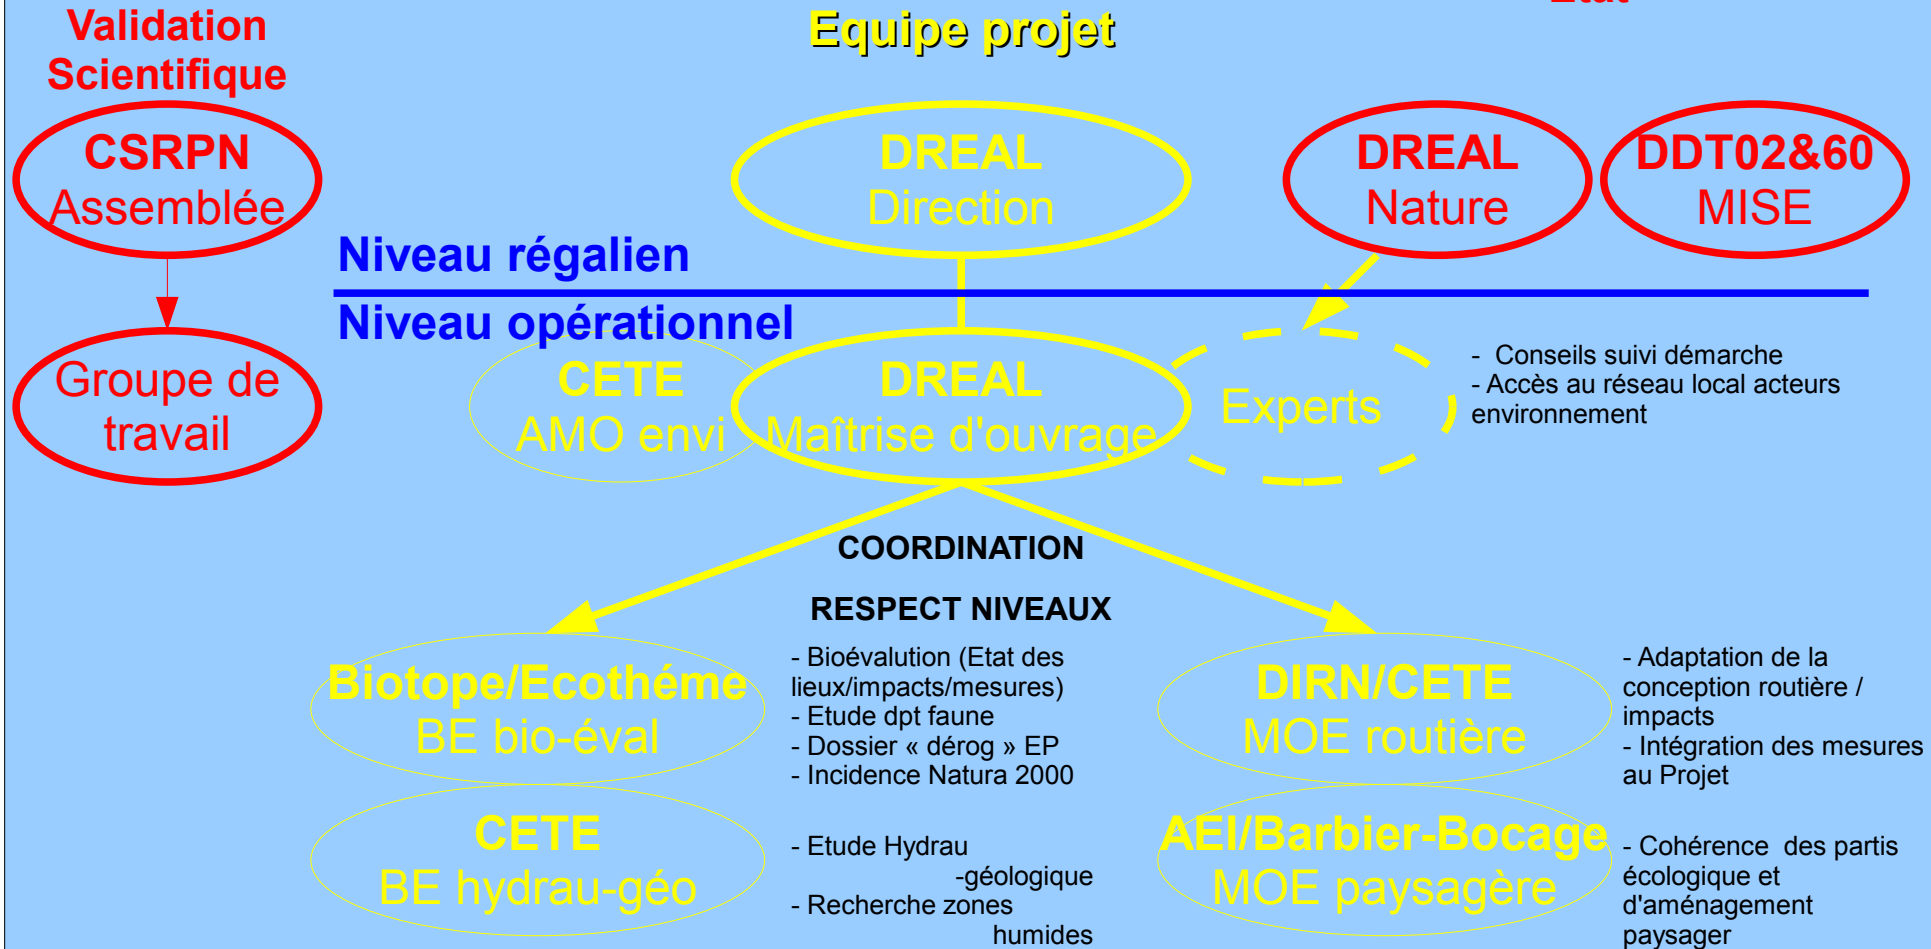 Validation
Scientifique
Equipe projet
Etat
CSRPN
Assemblée
DREAL
Direction
DREAL
Nature
DDT02&60
MISE
Niveau régalien
Niveau opérationnel
Groupe de
travail
CETE
AMO envi
DREAL
Maîtrise d'ouvrage
Experts
- Conseils suivi démarche
- Accès au réseau local acteurs
environnement
COORDINATION
RESPECT NIVEAUX
Biotope/Ecothéme
BE bio-éval
- Bioévalution (Etat des
lieux/impacts/mesures)
- Etude dpt faune
- Dossier « dérog » EP
- Incidence Natura 2000
DIRN/CETE
MOE routière
- Adaptation de la
conception routière /
impacts
- Intégration des mesures
au Projet
CETE
BE hydrau-géo
- Etude Hydrau
-géologique
- Recherche zones
humides
AEI/Barbier-Bocage
MOE paysagère
- Cohérence des partis
écologique et
d'aménagement
paysager